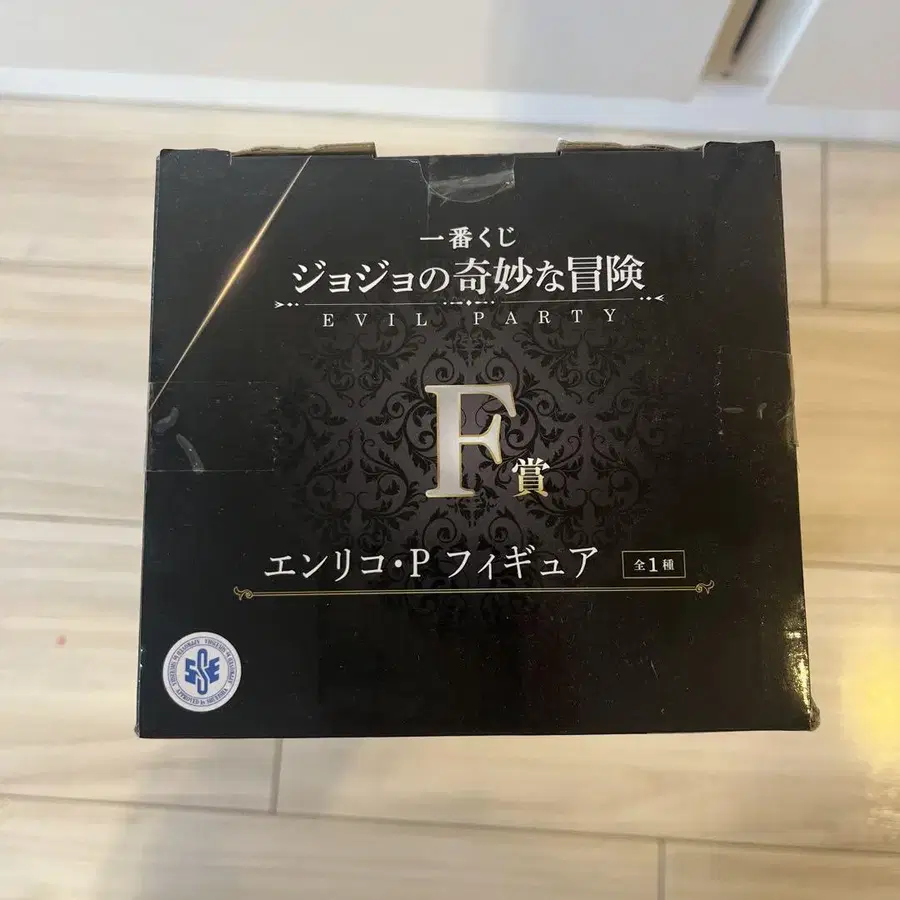 一番くじ
ジョジョの奇妙な冒険
EVIL PARTY
F賞
エンリコ・P フィギュア
全1種